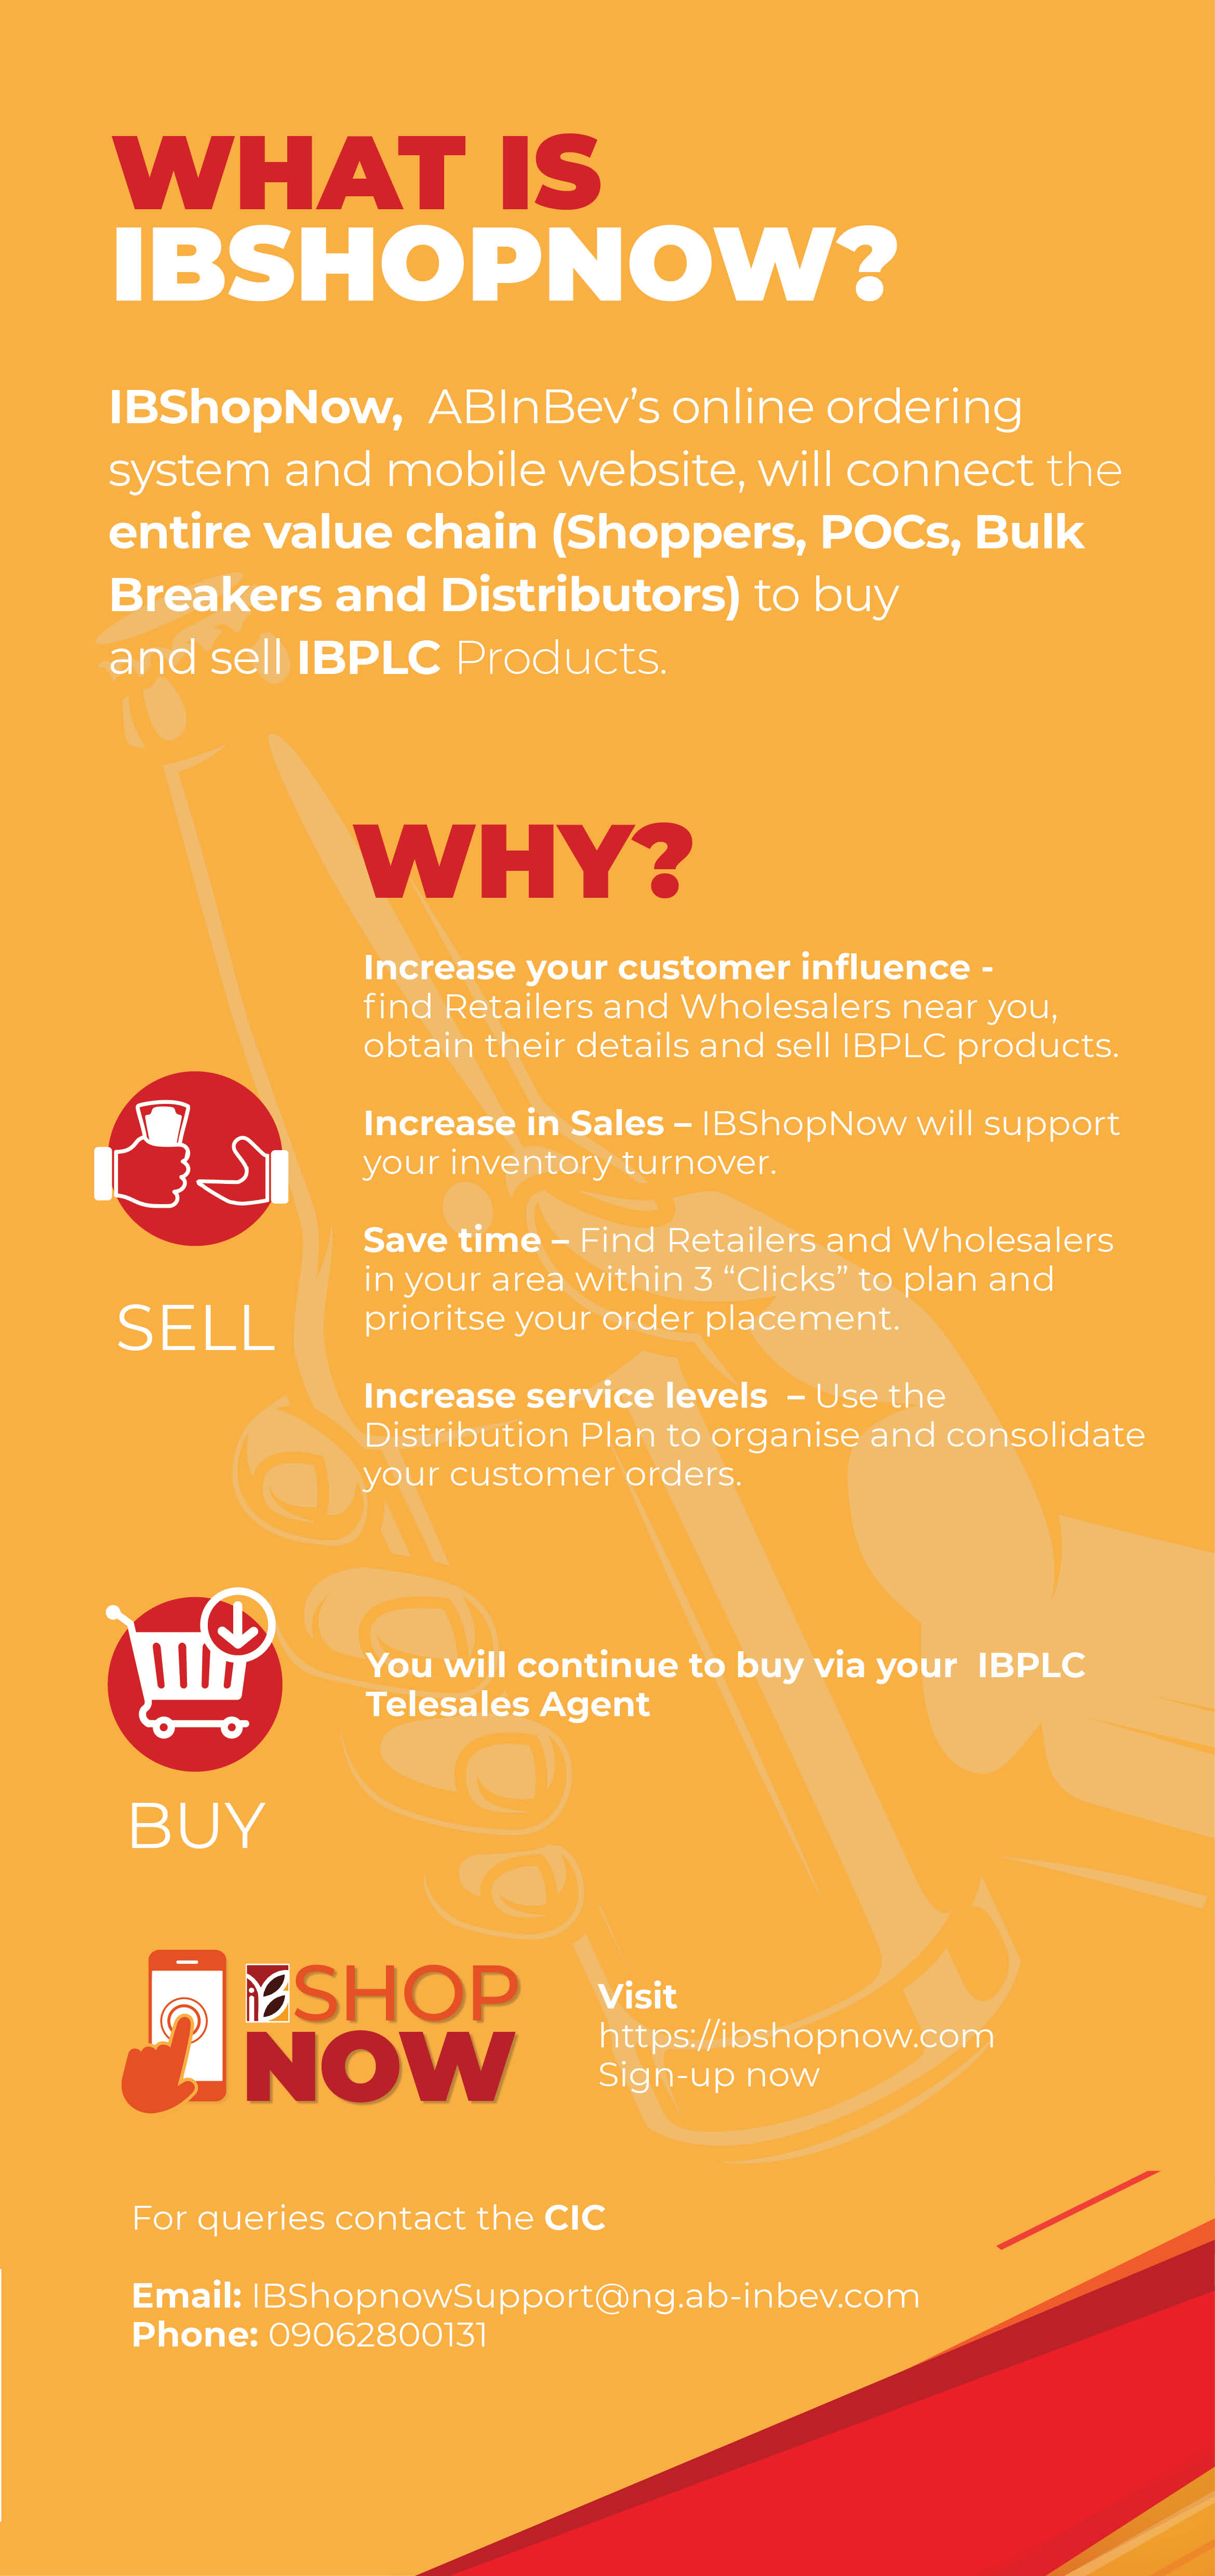 WHAT IS
IBSHOPNOW?
IBShopNow, ABInBev’s online ordering
system and mobile website, will connect the
entire value chain (Shoppers, POCs, Bulk
Breakers and Distributors) to buy
and sell IBPLC Products.
WHY?
Increase your customer influence -
find Retailers and Wholesalers near you,
obtain their details and sell IBPLC products.
Increase in Sales – IBShopNow will support
your inventory turnover.
Save time – Find Retailers and Wholesalers
in your area within 3 “Clicks” to plan and
prioritse your order placement.
Increase service levels – Use the
Distribution Plan to organise and consolidate
your customer orders.
SELL
You will continue to buy via your IBPLC
Telesales Agent
BUY
IBSHOP
NOW
Visit
https://ibshopnow.com
Sign-up now
For queries contact the CIC
Email: IBShopnowSupport@ng.ab-inbev.com
Phone: 09062800131